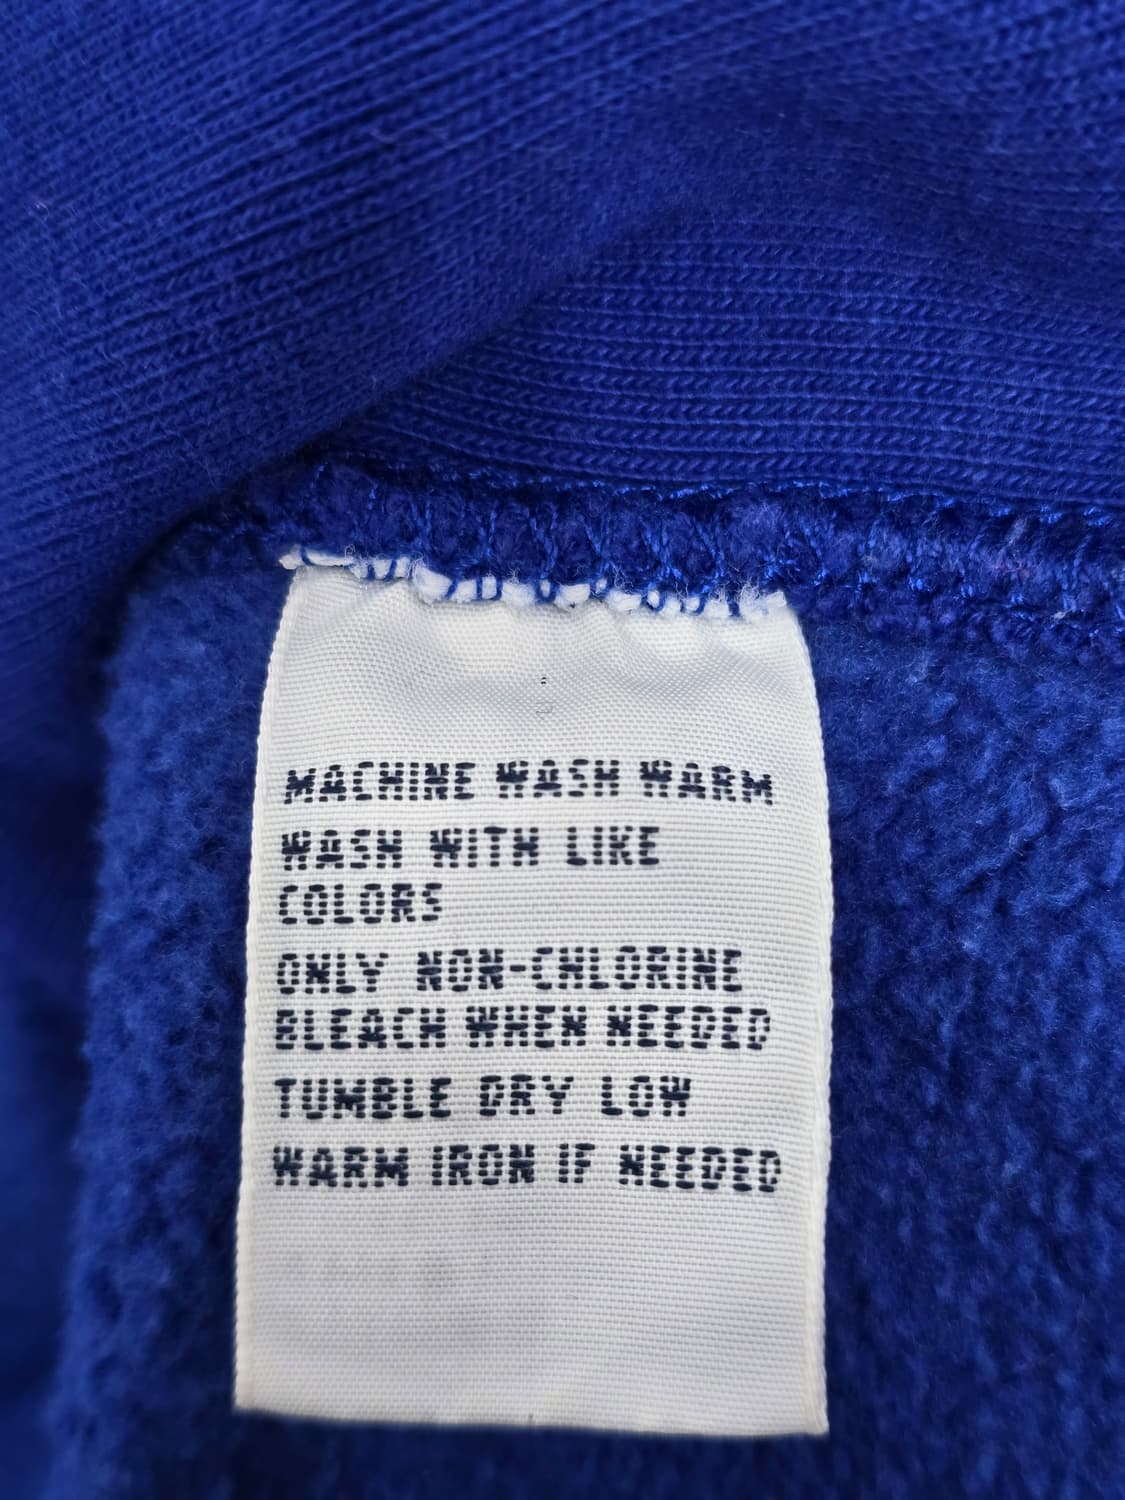 MACHINE WASH WARM
WASH WITH LIKE
COLORS
ONLY NON-CHLORINE
BLEACH WHEN NEEDED
TUMBLE DRY LOW
WARM IRON IF NEEDED